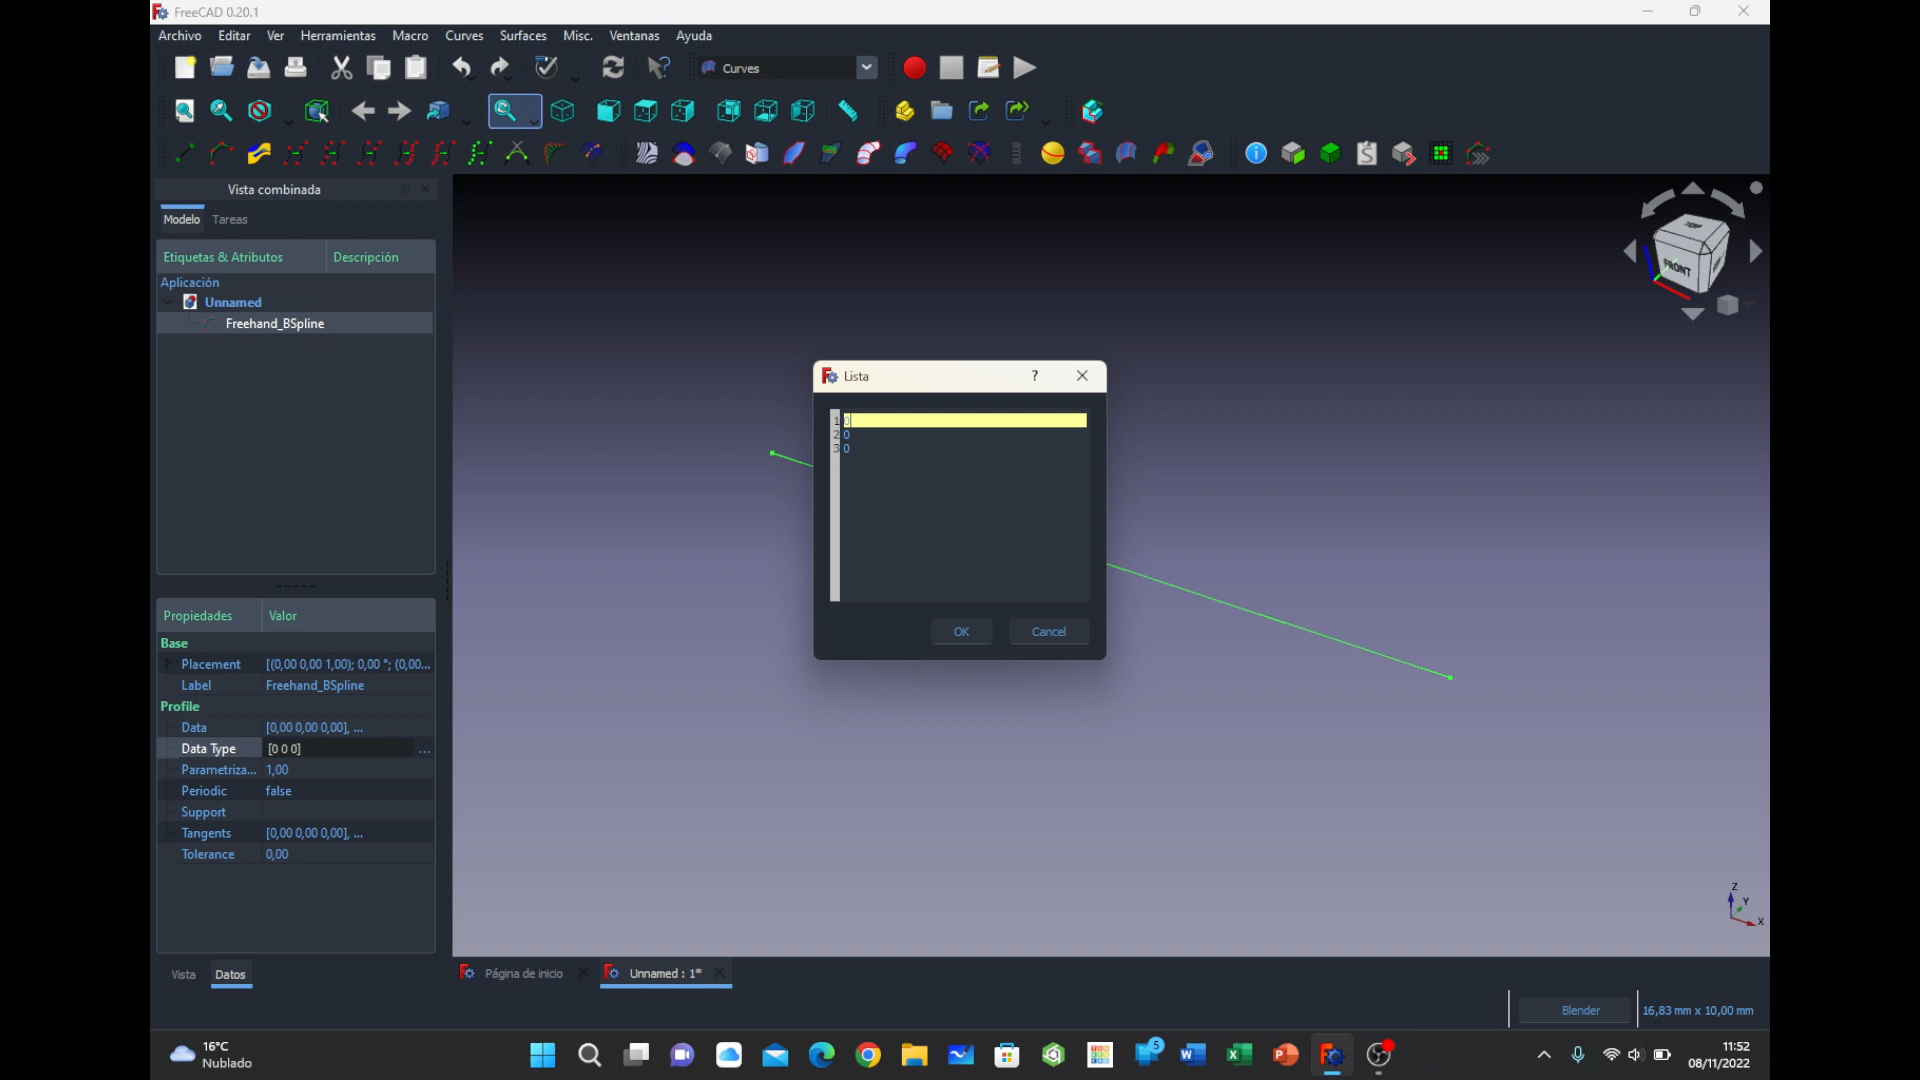 FreeCAD 0.20.1
Archivo Editar Ver Herramientas Macro Curves Surfaces Misc. Ventanas Ayuda
Curves
Vista combinada
Modelo Tareas
Etiquetas & Atributos Descripción
Aplicación
Unnamed
Freehand_BSpline
TOP
FRONT
Lista ?
1 0
2 0
3 0
OK Cancel
Propiedades Valor
Base
Placement [(0,00 0,00 1,00); 0,00 °; (0,00...
Label Freehand_BSpline
Profile
Data [0,00 0,00 0,00], ...
Data Type [0 0 0] ...
Parametriza... 1,00
Periodic false
Support
Tangents [0,00 0,00 0,00], ...
Tolerance 0,00
Z
Y
X
Vista Datos
Página de inicio Unnamed : 1*
Blender 16,83 mm x 10,00 mm
16°C
Nublado
5
11:52
08/11/2022